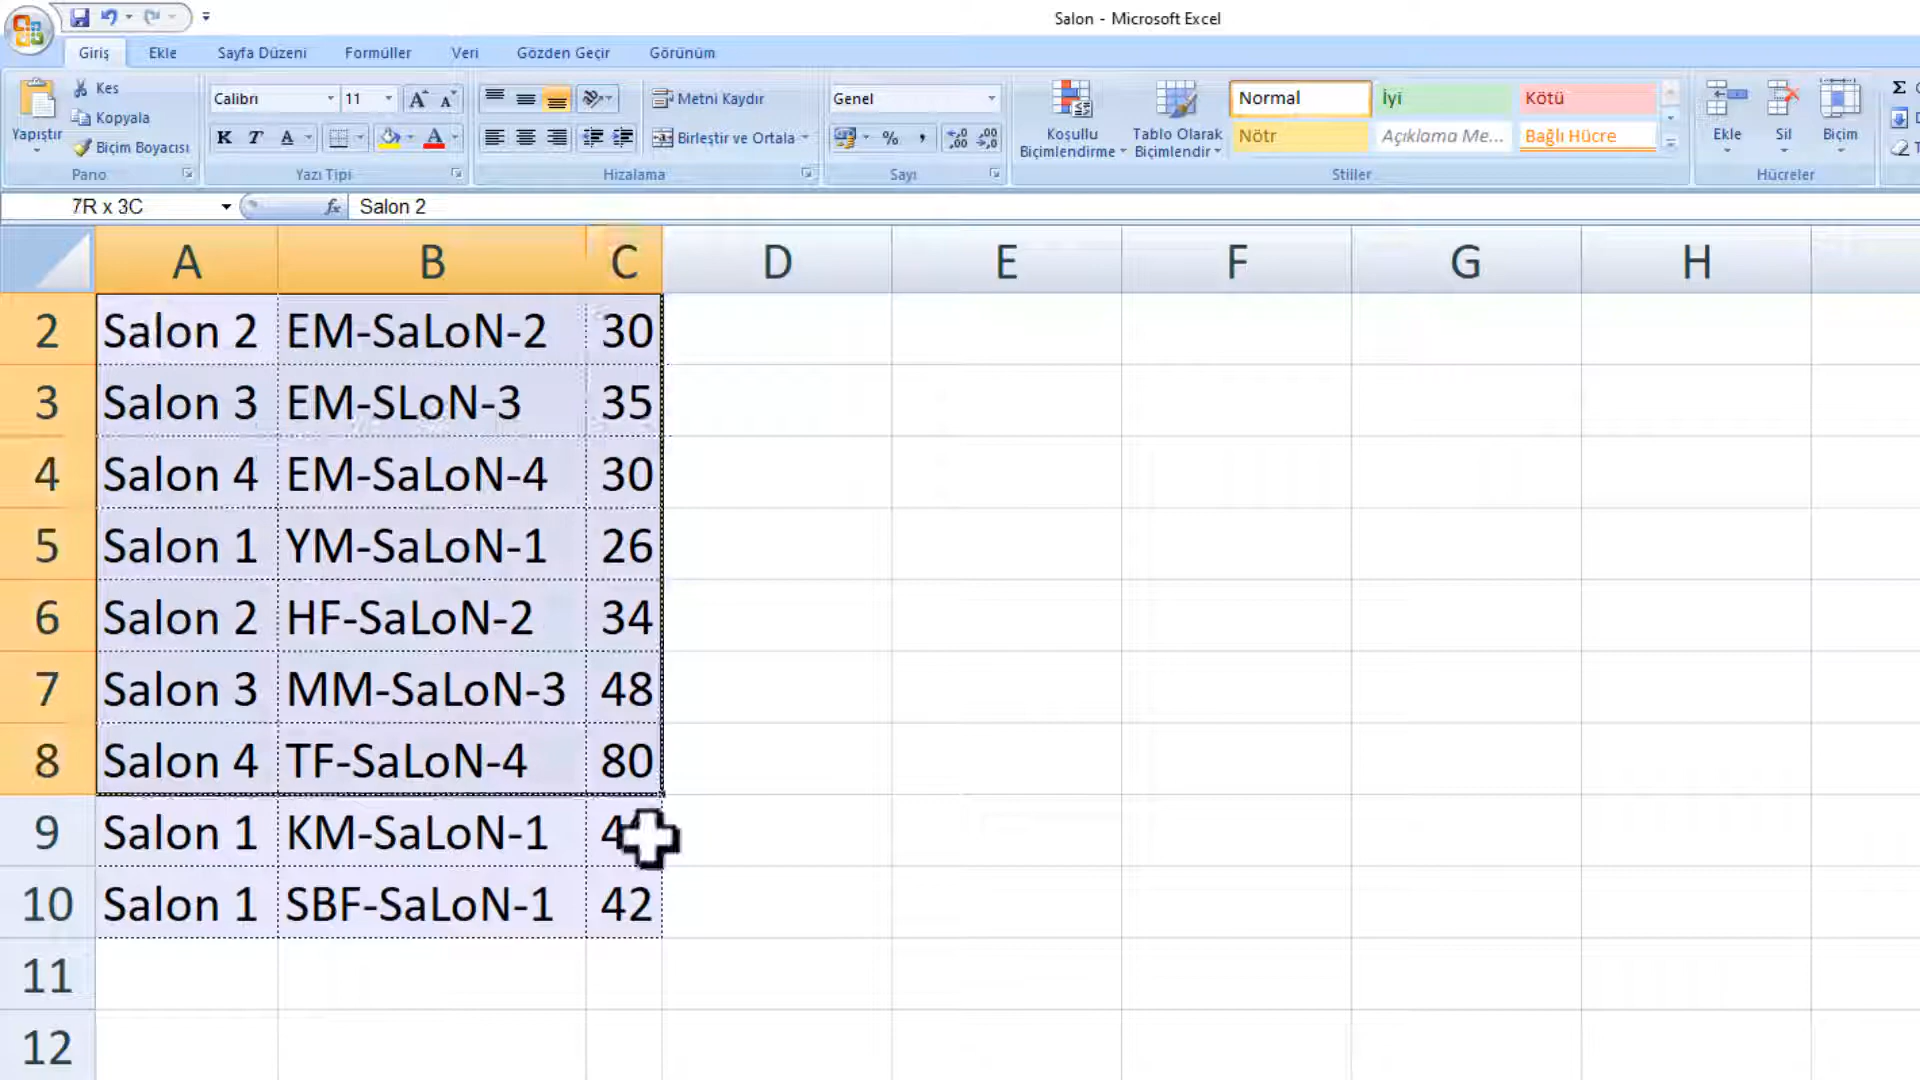 Salon - Microsoft Excel
Giriş Ekle Sayfa Düzeni Formüller Veri Gözden Geçir Görünüm
Yapıştır
Kes
Kopyala
Biçim Boyacısı
Pano
Calibri 11
K T A
Yazı Tipi
Metni Kaydır
Birleştir ve Ortala
Hizalama
Genel
%
Sayı
Koşullu Biçimlendirme
Tablo Olarak Biçimlendir
Normal İyi Kötü
Nötr Açıklama Me... Bağlı Hücre
Stiller
Ekle Sil Biçim
Hücreler
7R x 3C fx Salon 2
A B C D E F G H
2 Salon 2 EM-SaLoN-2 30
3 Salon 3 EM-SLoN-3 35
4 Salon 4 EM-SaLoN-4 30
5 Salon 1 YM-SaLoN-1 26
6 Salon 2 HF-SaLoN-2 34
7 Salon 3 MM-SaLoN-3 48
8 Salon 4 TF-SaLoN-4 80
9 Salon 1 KM-SaLoN-1
10 Salon 1 SBF-SaLoN-1 42
11
12